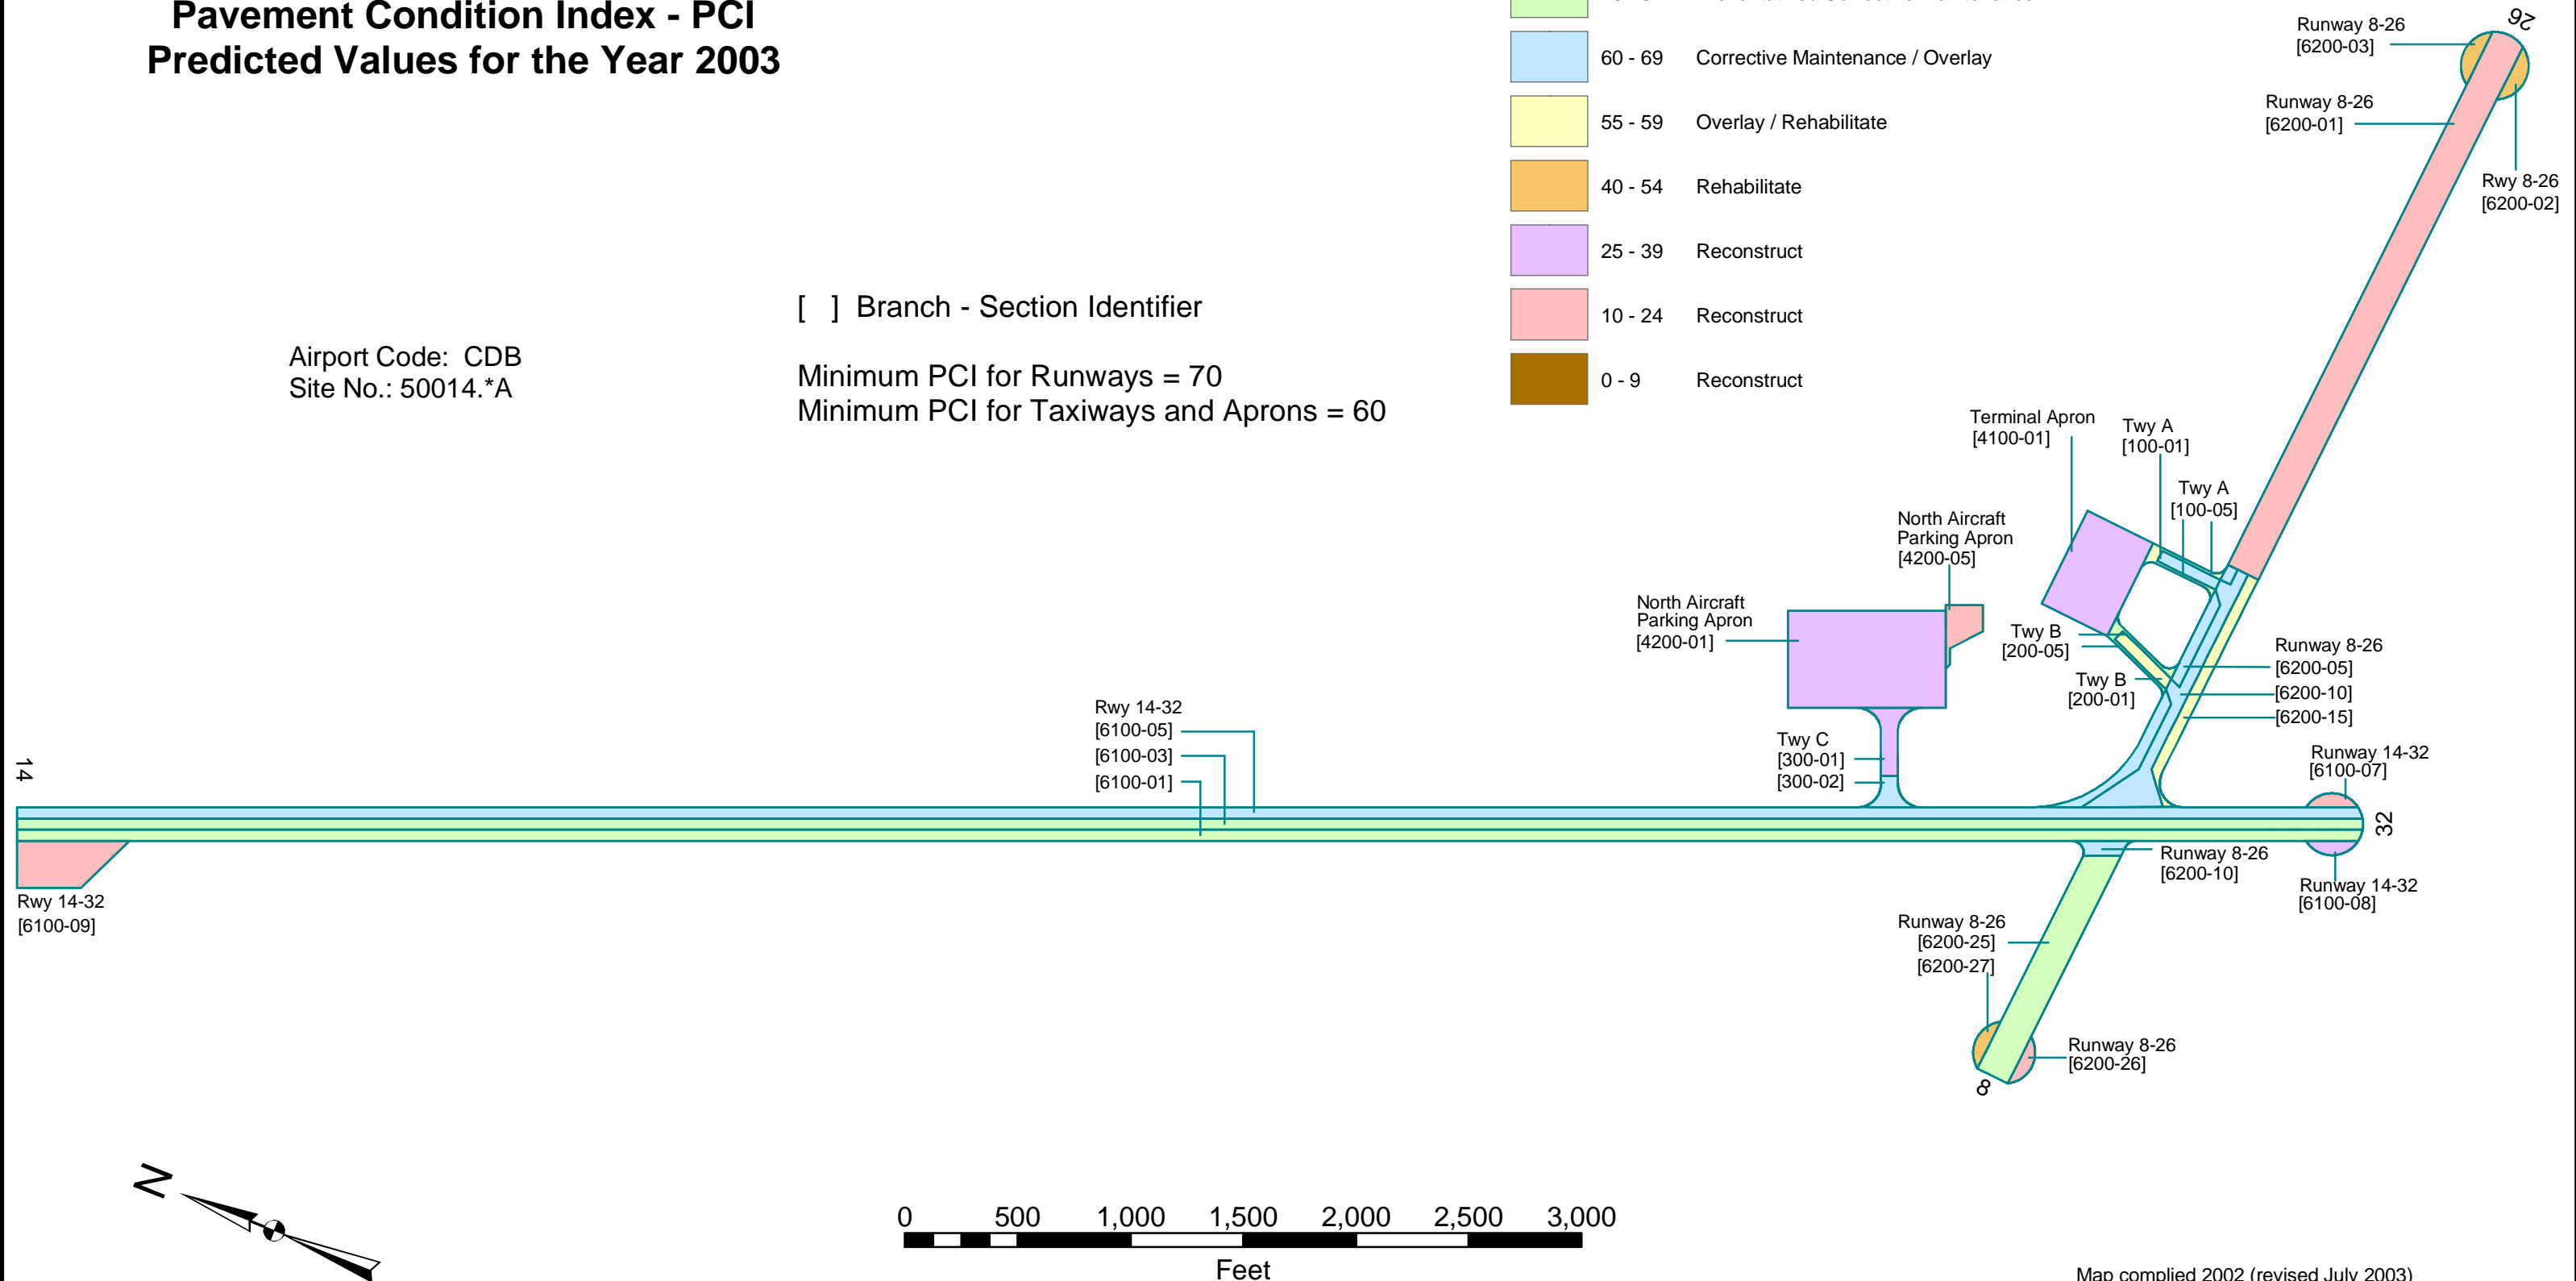 Pavement Condition Index - PCI
Predicted Values for the Year 2003
60 - 69 Corrective Maintenance / Overlay
55 - 59 Overlay / Rehabilitate
40 - 54 Rehabilitate
25 - 39 Reconstruct
10 - 24 Reconstruct
0 - 9 Reconstruct
[ ] Branch - Section Identifier
Minimum PCI for Runways = 70
Minimum PCI for Taxiways and Aprons = 60
Airport Code: CDB
Site No.: 50014.*A
26
Runway 8-26
[6200-03]
Runway 8-26
[6200-01]
Rwy 8-26
[6200-02]
Terminal Apron
[4100-01]
Twy A
[100-01]
Twy A
[100-05]
North Aircraft
Parking Apron
[4200-05]
North Aircraft
Parking Apron
[4200-01]
Twy B
[200-05]
Twy B
[200-01]
Runway 8-26
[6200-05]
[6200-10]
[6200-15]
Rwy 14-32
[6100-05]
[6100-03]
[6100-01]
Twy C
[300-01]
[300-02]
Runway 14-32
[6100-07]
14
32
Runway 8-26
[6200-10]
Runway 14-32
[6100-08]
Rwy 14-32
[6100-09]
Runway 8-26
[6200-25]
[6200-27]
Runway 8-26
[6200-26]
8
N
0 500 1,000 1,500 2,000 2,500 3,000
Feet
Map complied 2002 (revised July 2003)